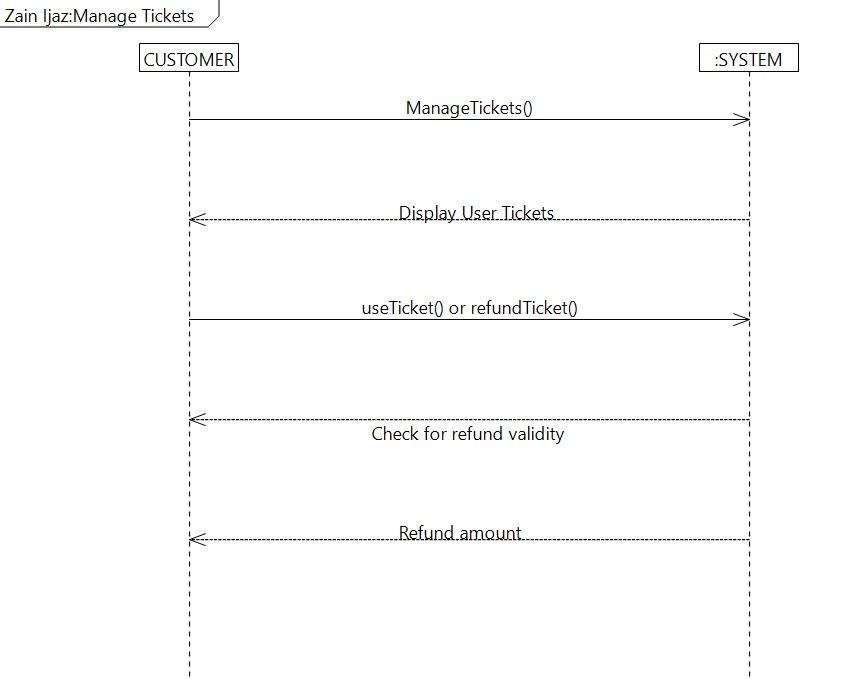 Zain Ijaz:Manage Tickets
CUSTOMER
:SYSTEM
ManageTickets()
Display User Tickets
useTicket() or refundTicket()
Check for refund validity
Refund amount